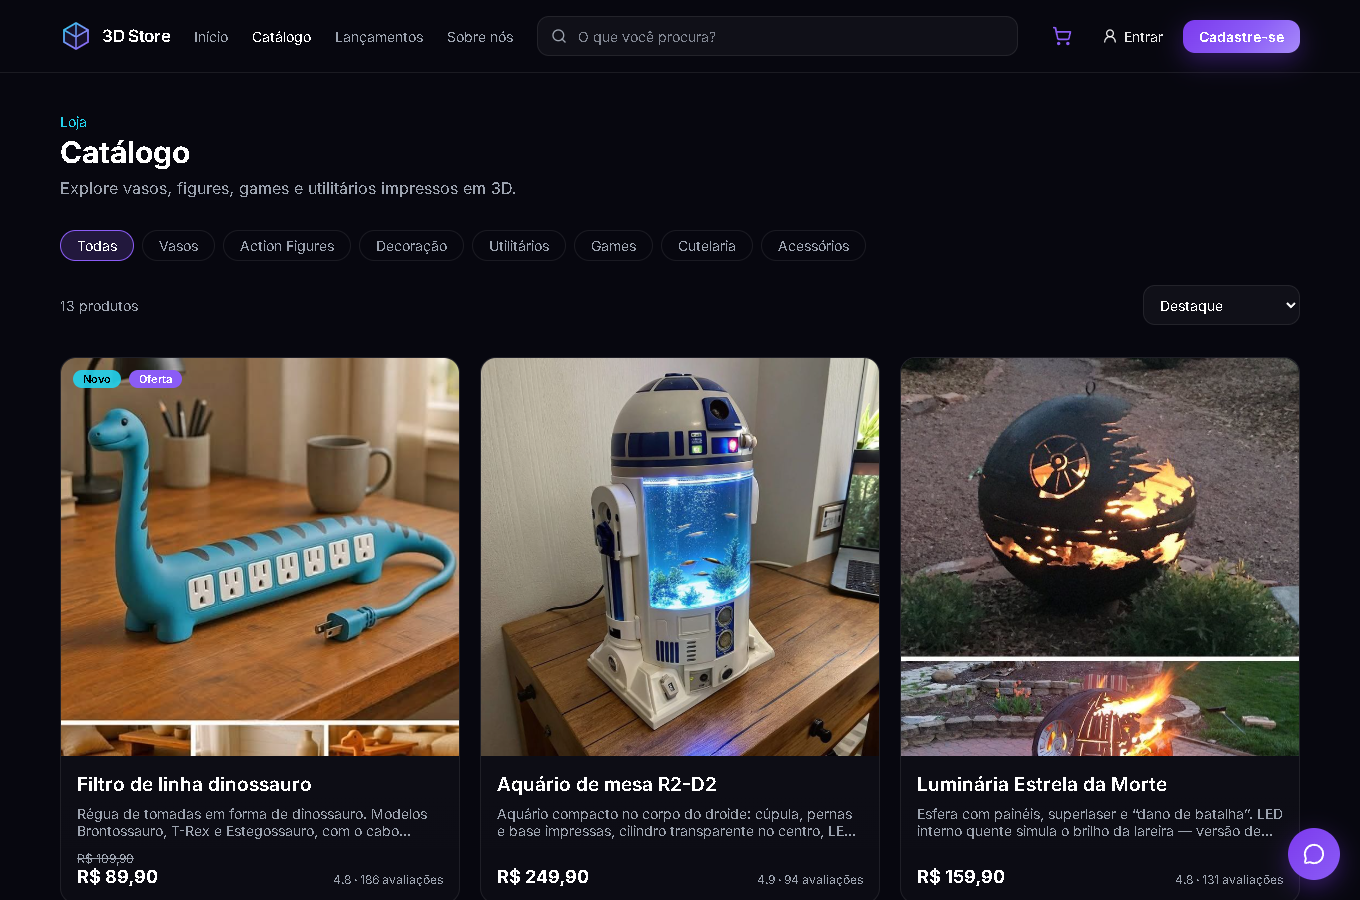 3D Store
Início
Catálogo
Lançamentos
Sobre nós
O que você procura?
Entrar
Cadastre-se
Loja
Catálogo
Explore vasos, figures, games e utilitários impressos em 3D.
Todas
Vasos
Action Figures
Decoração
Utilitários
Games
Cutelaria
Acessórios
13 produtos
Destaque
Novo
Oferta
Filtro de linha dinossauro
Régua de tomadas em forma de dinossauro. Modelos
Brontossauro, T-Rex e Estegossauro, com o cabo...
R$ 109,90
R$ 89,90
4.8 · 186 avaliações
Aquário de mesa R2-D2
Aquário compacto no corpo do droide: cúpula, pernas
e base impressas, cilindro transparente no centro, LE...
R$ 249,90
4.9 · 94 avaliações
Luminária Estrela da Morte
Esfera com painéis, superlaser e “dano de batalha”. LED
interno quente simula o brilho da lareira — versão de...
R$ 159,90
4.8 · 131 avaliações